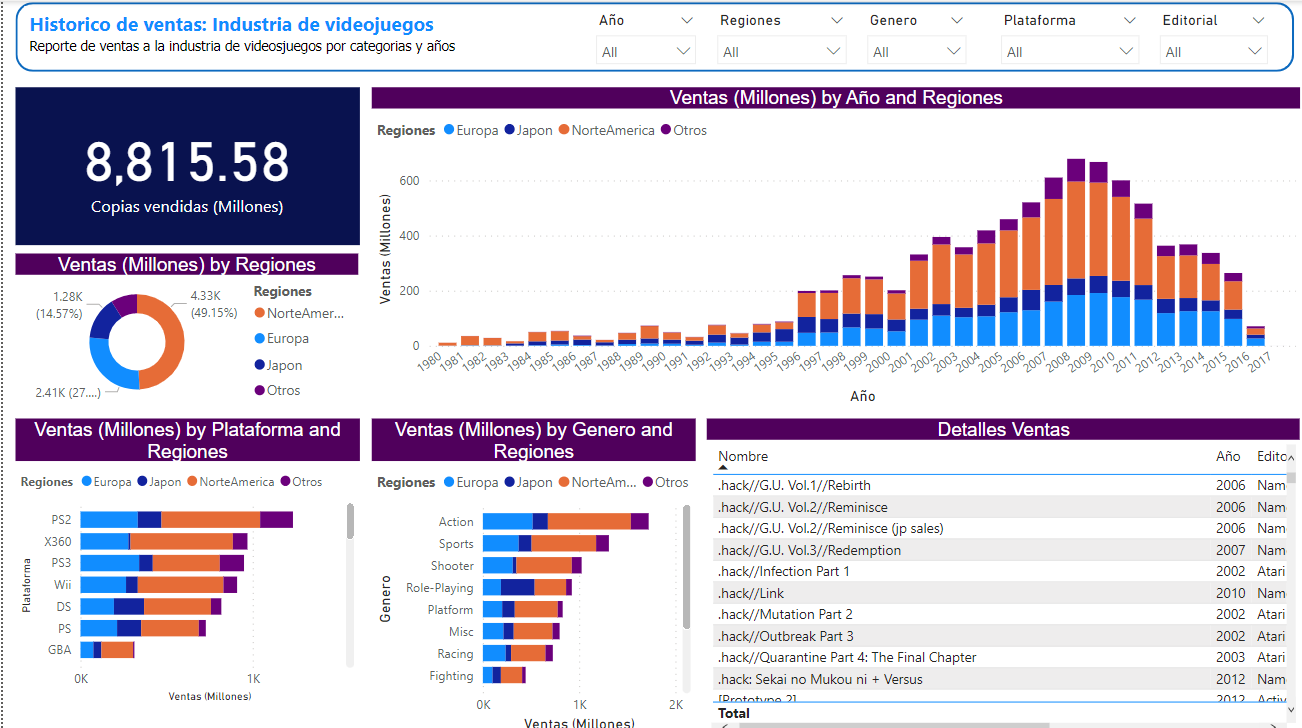 Historico de ventas: Industria de videojuegos
Reporte de ventas a la industria de videosjuegos por categorias y años
Año Regiones Genero Plataforma Editorial
All All All All All
8,815.58
Copias vendidas (Millones)
Ventas (Millones) by Año and Regiones
Regiones Europa Japon NorteAmerica Otros
Ventas (Millones)
600
400
200
0
1980 1981 1982 1983 1984 1985 1986 1987 1988 1989 1990 1991 1992 1993 1994 1995 1996 1997 1998 1999 2000 2001 2002 2003 2004 2005 2006 2007 2008 2009 2010 2011 2012 2013 2014 2015 2016 2017
Año
Ventas (Millones) by Regiones
1.28K
(14.57%)
4.33K
(49.15%)
2.41K (27....)
Regiones
NorteAmer...
Europa
Japon
Otros
Ventas (Millones) by Plataforma and
Regiones
Regiones Europa Japon NorteAmerica Otros
Plataforma
PS2
X360
PS3
Wii
DS
PS
GBA
0K 1K
Ventas (Millones)
Ventas (Millones) by Genero and
Regiones
Regiones Europa Japon NorteAm... Otros
Genero
Action
Sports
Shooter
Role-Playing
Platform
Misc
Racing
Fighting
0K 1K 2K
Ventas (Millones)
Detalles Ventas
Nombre Año Edito
.hack//G.U. Vol.1//Rebirth 2006 Nam
.hack//G.U. Vol.2//Reminisce 2006 Nam
.hack//G.U. Vol.2//Reminisce (jp sales) 2006 Nam
.hack//G.U. Vol.3//Redemption 2007 Nam
.hack//Infection Part 1 2002 Atari
.hack//Link 2010 Nam
.hack//Mutation Part 2 2002 Atari
.hack//Outbreak Part 3 2002 Atari
.hack//Quarantine Part 4: The Final Chapter 2003 Atari
.hack: Sekai no Mukou ni + Versus 2012 Nam
[Prototype 2] 2012 Activ
Total